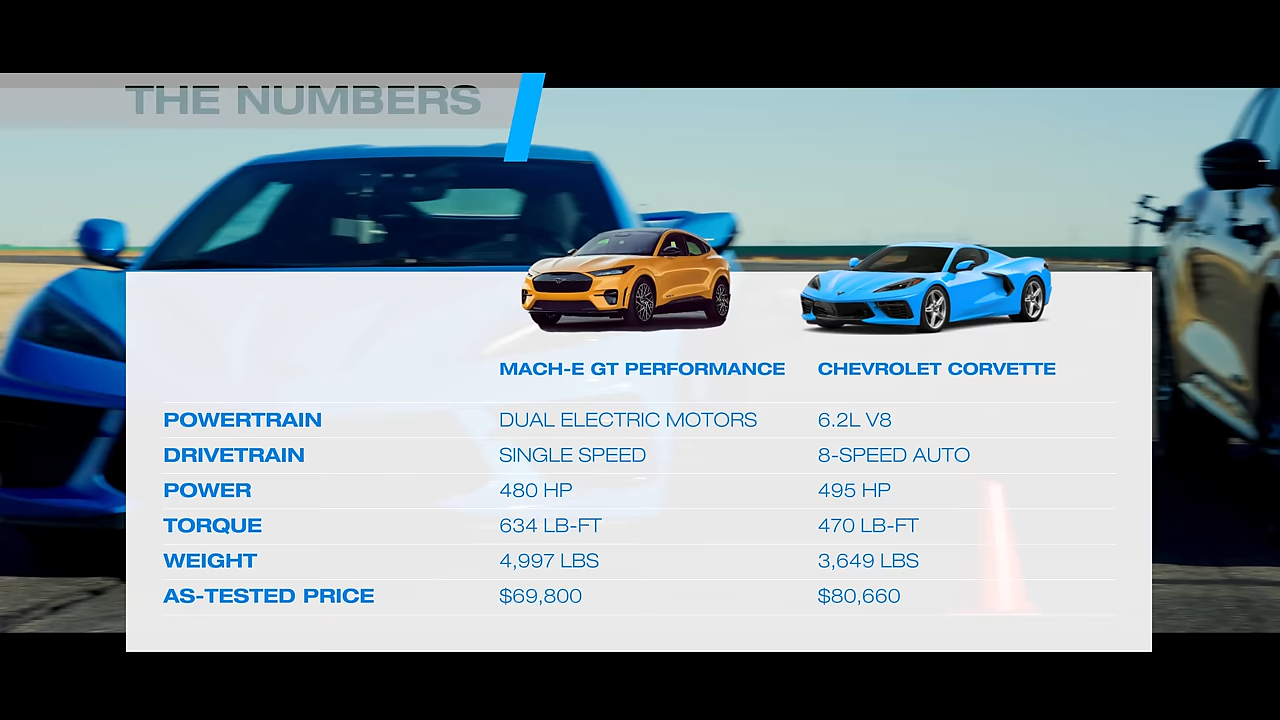 THE NUMBERS
MACH-E GT PERFORMANCE CHEVROLET CORVETTE
POWERTRAIN DUAL ELECTRIC MOTORS 6.2L V8
DRIVETRAIN SINGLE SPEED 8-SPEED AUTO
POWER 480 HP 495 HP
TORQUE 634 LB-FT 470 LB-FT
WEIGHT 4,997 LBS 3,649 LBS
AS-TESTED PRICE $69,800 $80,660